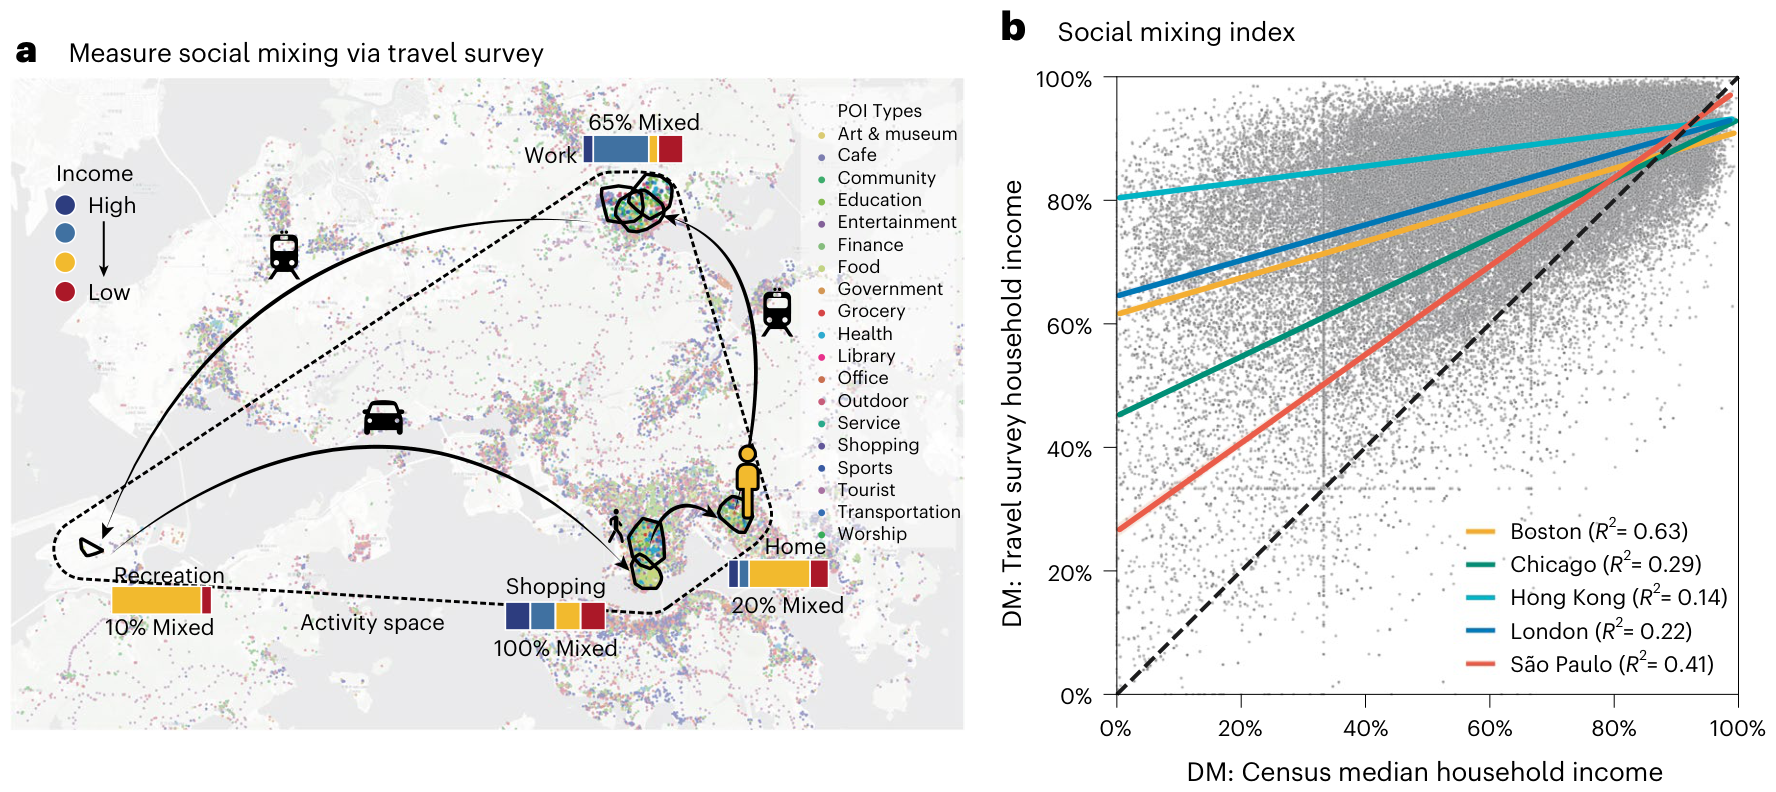 a Measure social mixing via travel survey
65% Mixed
Work
Income
High
Low
POI Types
Art & museum
Cafe
Community
Education
Entertainment
Finance
Food
Government
Grocery
Health
Library
Office
Outdoor
Service
Shopping
Sports
Tourist
Transportation
Worship
Home
20% Mixed
Recreation
10% Mixed
Activity space
Shopping
100% Mixed
b Social mixing index
DM: Travel survey household income
100%
80%
60%
40%
20%
0%
Boston (R²= 0.63)
Chicago (R²= 0.29)
Hong Kong (R²= 0.14)
London (R²= 0.22)
São Paulo (R²= 0.41)
0% 20% 40% 60% 80% 100%
DM: Census median household income